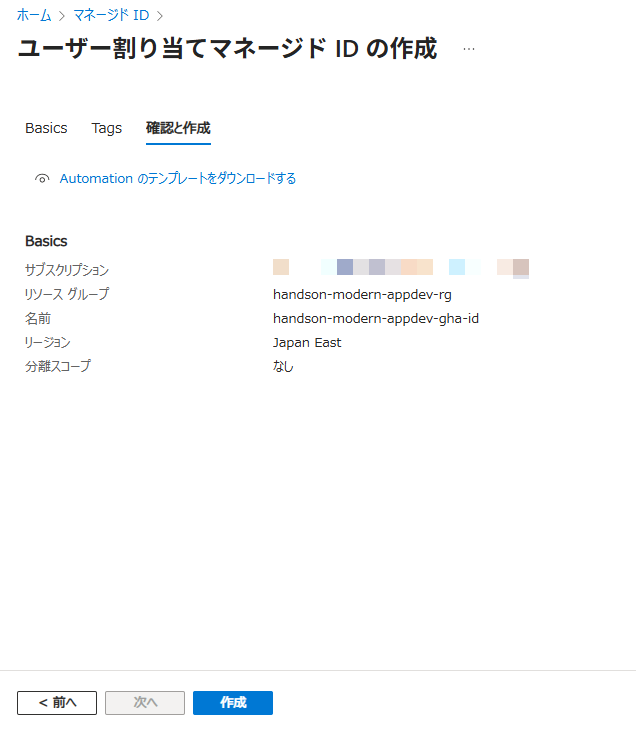 ホーム > マネージド ID >
ユーザー割り当てマネージド ID の作成 …
Basics Tags 確認と作成
Automation のテンプレートをダウンロードする
Basics
サブスクリプション
リソース グループ handson-modern-appdev-rg
名前 handson-modern-appdev-gha-id
リージョン Japan East
分離スコープ なし
< 前へ 次へ 作成